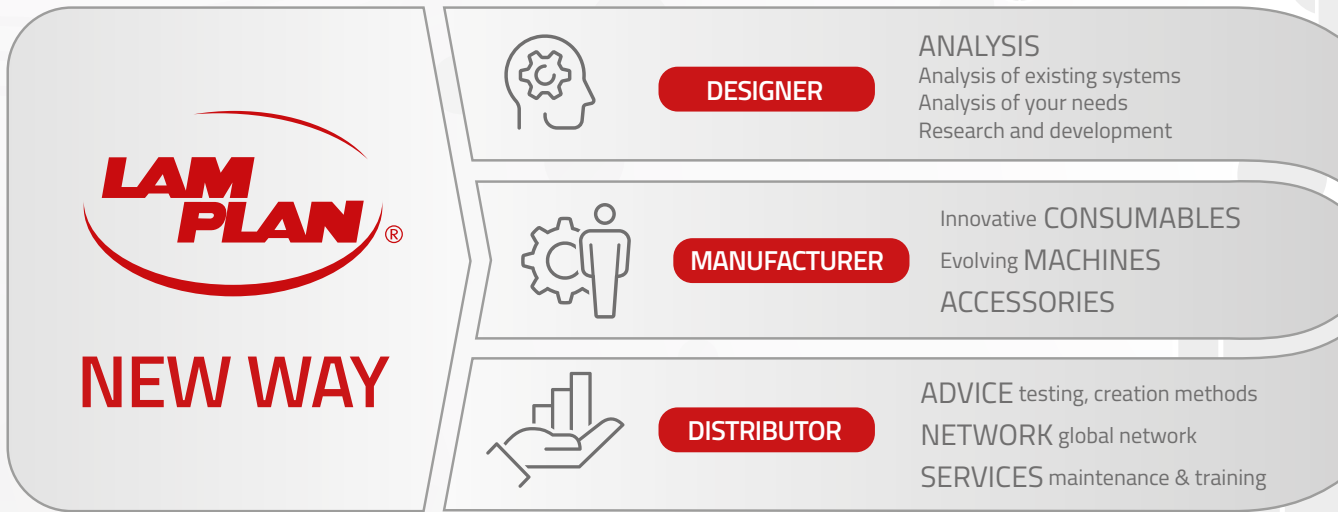 LAM
PLAN ®
NEW WAY
DESIGNER
ANALYSIS
Analysis of existing systems
Analysis of your needs
Research and development
MANUFACTURER
Innovative CONSUMABLES
Evolving MACHINES
ACCESSORIES
DISTRIBUTOR
ADVICE testing, creation methods
NETWORK global network
SERVICES maintenance & training